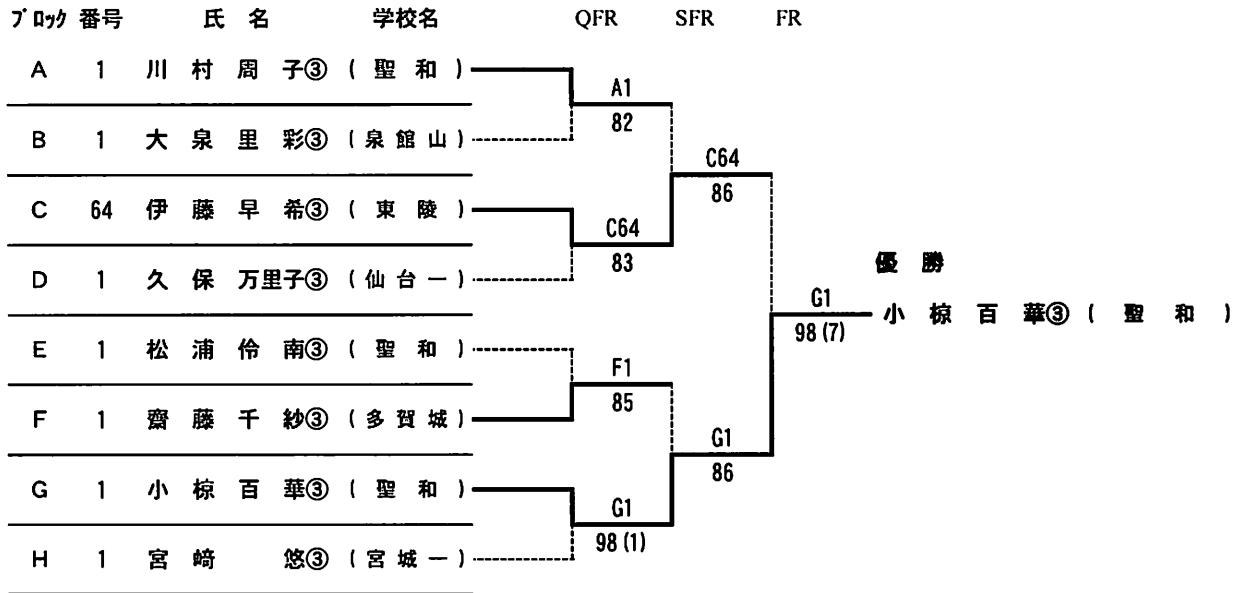 ブロック 番号 氏 名 学校名 QFR SFR FR
A 1 川 村 周 子③ ( 聖 和 )
A1
82
B 1 大 泉 里 彩③ ( 泉 館 山 )
C64
86
C 64 伊 藤 早 希③ ( 東 陵 )
C64
83
D 1 久 保 万里子③ ( 仙 台 一 )
優 勝
G1 小 椋 百 華③ ( 聖 和 )
98 (7)
E 1 松 浦 伶 南③ ( 聖 和 )
F1
85
F 1 齋 藤 千 紗③ ( 多 賀 城 )
G1
86
G 1 小 椋 百 華③ ( 聖 和 )
G1
98 (1)
H 1 宮 﨑 悠③ ( 宮 城 一 )